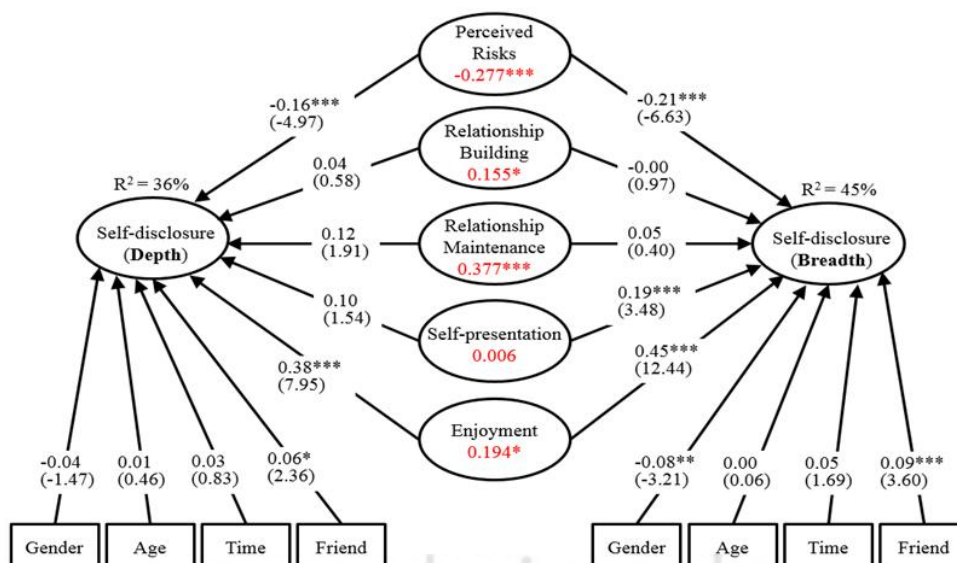 Perceived
Risks
-0.277***
-0.16***
(-4.97)
-0.21***
(-6.63)
Relationship
Building
0.155*
0.04
(0.58)
-0.00
(0.97)
R² = 36%
R² = 45%
Self-disclosure
(Depth)
0.12
(1.91)
Relationship
Maintenance
0.377***
0.05
(0.40)
Self-disclosure
(Breadth)
0.10
(1.54)
Self-presentation
0.006
0.19***
(3.48)
0.38***
(7.95)
Enjoyment
0.194*
0.45***
(12.44)
-0.04
(-1.47)
0.01
(0.46)
0.03
(0.83)
0.06*
(2.36)
-0.08**
(-3.21)
0.00
(0.06)
0.05
(1.69)
0.09***
(3.60)
Gender
Age
Time
Friend
Gender
Age
Time
Friend